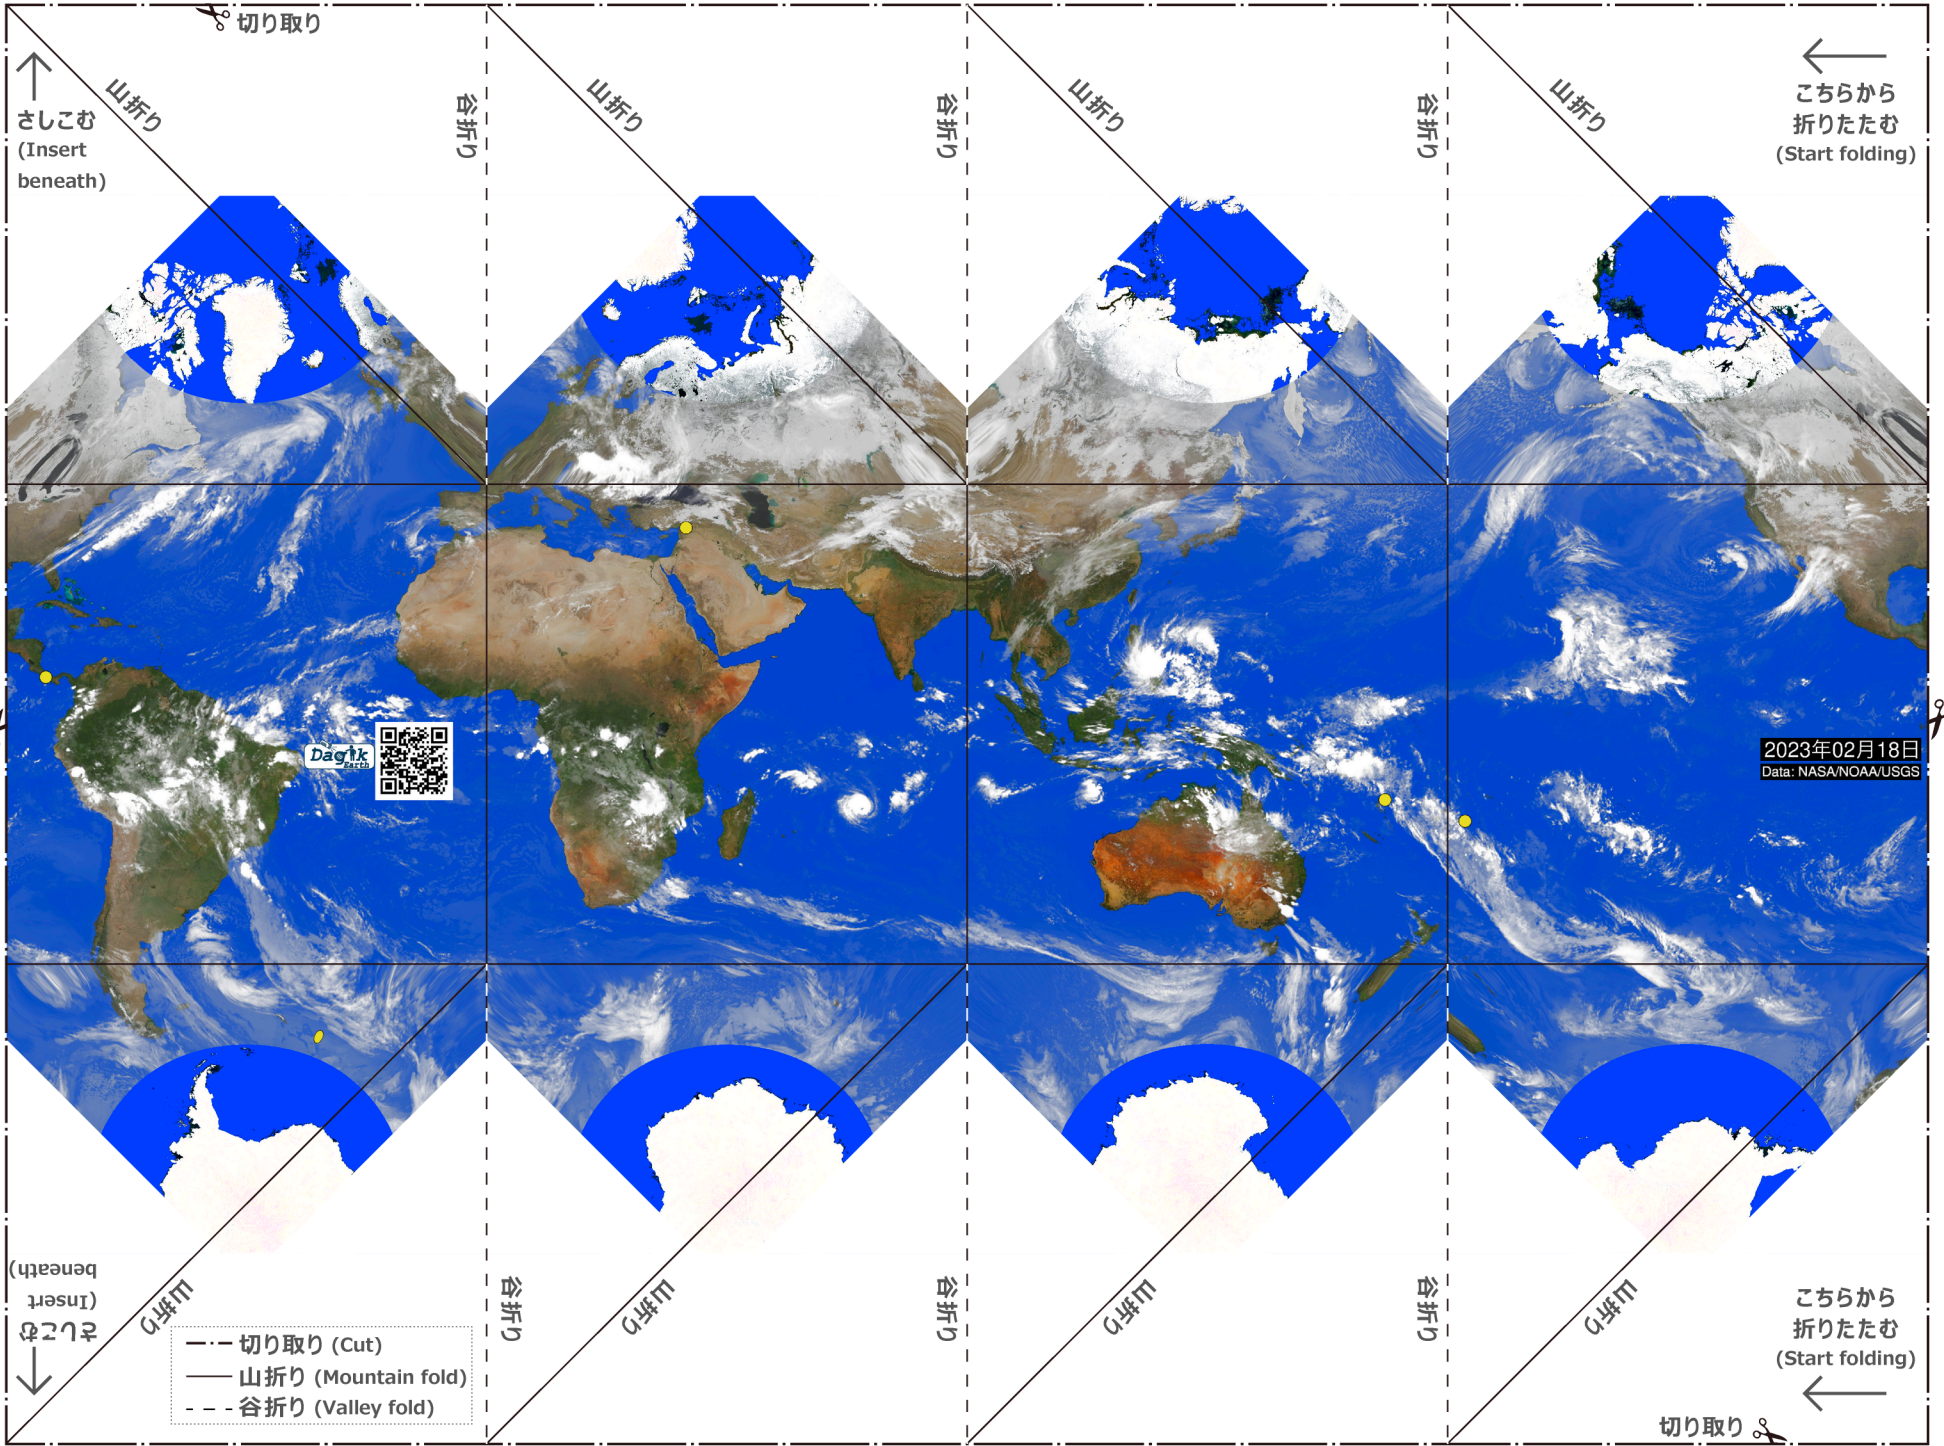 切り取り
山折り
谷折り
山折り
谷折り
山折り
谷折り
山折り
さしこむ
(Insert
beneath)
こちらから
折りたたむ
(Start folding)
Dagik
Earth
2023年02月18日
Data: NASA/NOAA/USGS
さしこむ
(Insert
beneath)
山折り
谷折り
山折り
谷折り
山折り
谷折り
山折り
切り取り (Cut)
山折り (Mountain fold)
谷折り (Valley fold)
こちらから
折りたたむ
(Start folding)
切り取り